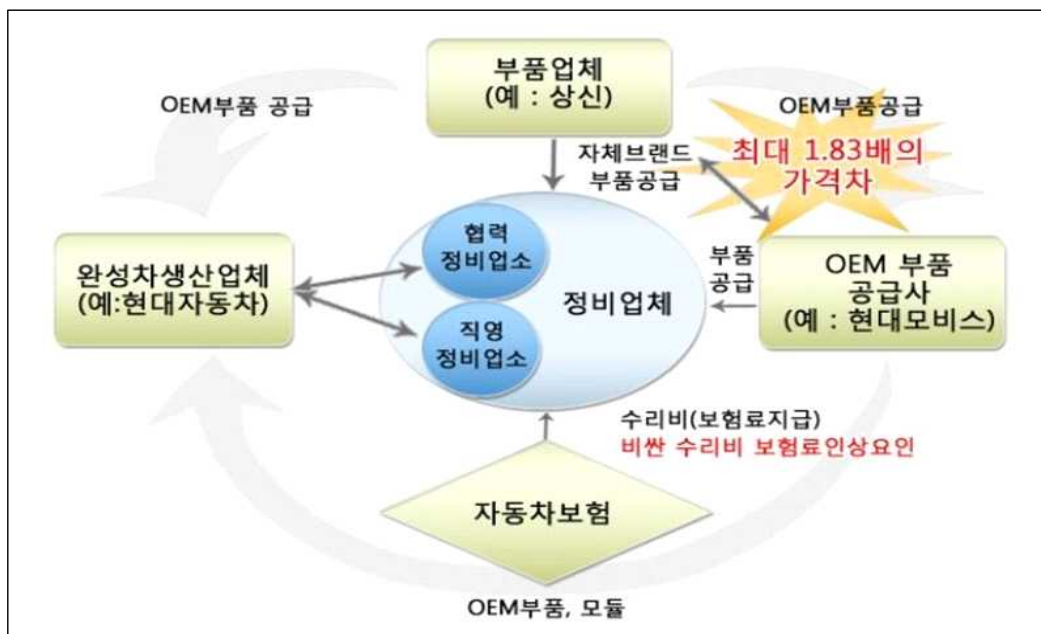 부품업체
(예 : 상신)
OEM부품 공급
OEM부품공급
최대 1.83배의
가격차
자체브랜드
부품공급
협력
정비업소
완성차생산업체
(예:현대자동차)
정비업체
부품
공급
OEM 부품
공급사
(예 : 현대모비스)
직영
정비업소
수리비(보험료지급)
비싼 수리비 보험료인상요인
자동차보험
OEM부품, 모듈